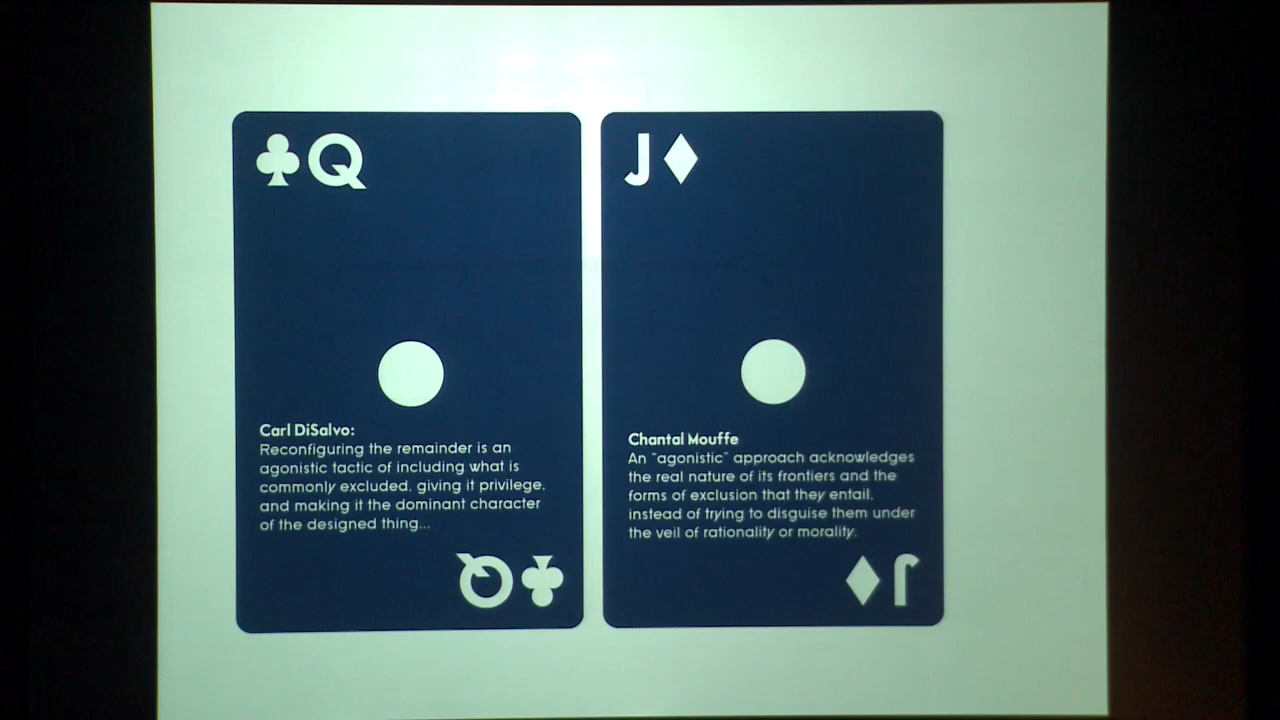 ♣Q
Carl DiSalvo:
Reconfiguring the remainder is an
agonistic tactic of including what is
commonly excluded, giving it privilege,
and making it the dominant character
of the designed thing...
Q♣
J♦
Chantal Mouffe
An "agonistic" approach acknowledges
the real nature of its frontiers and the
forms of exclusion that they entail,
instead of trying to disguise them under
the veil of rationality or morality.
♦J